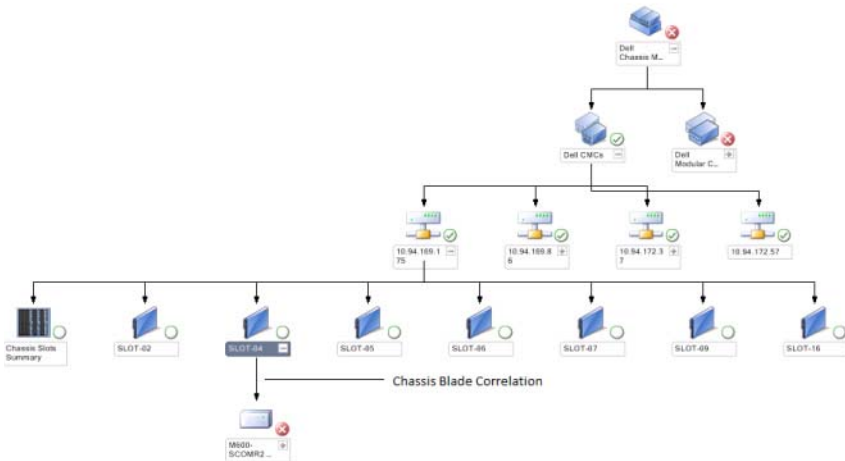 Dell
Chassis M...
Dell CMCs
Dell
Modular C...
10.94.169.1
75
10.94.169.8
6
10.94.172.3
7
10.94.172.57
Chassis Slots
Summary
SLOT-02
SLOT-04
SLOT-05
SLOT-06
SLOT-07
SLOT-09
SLOT-16
Chassis Blade Correlation
M600-
SCOMR2 ...